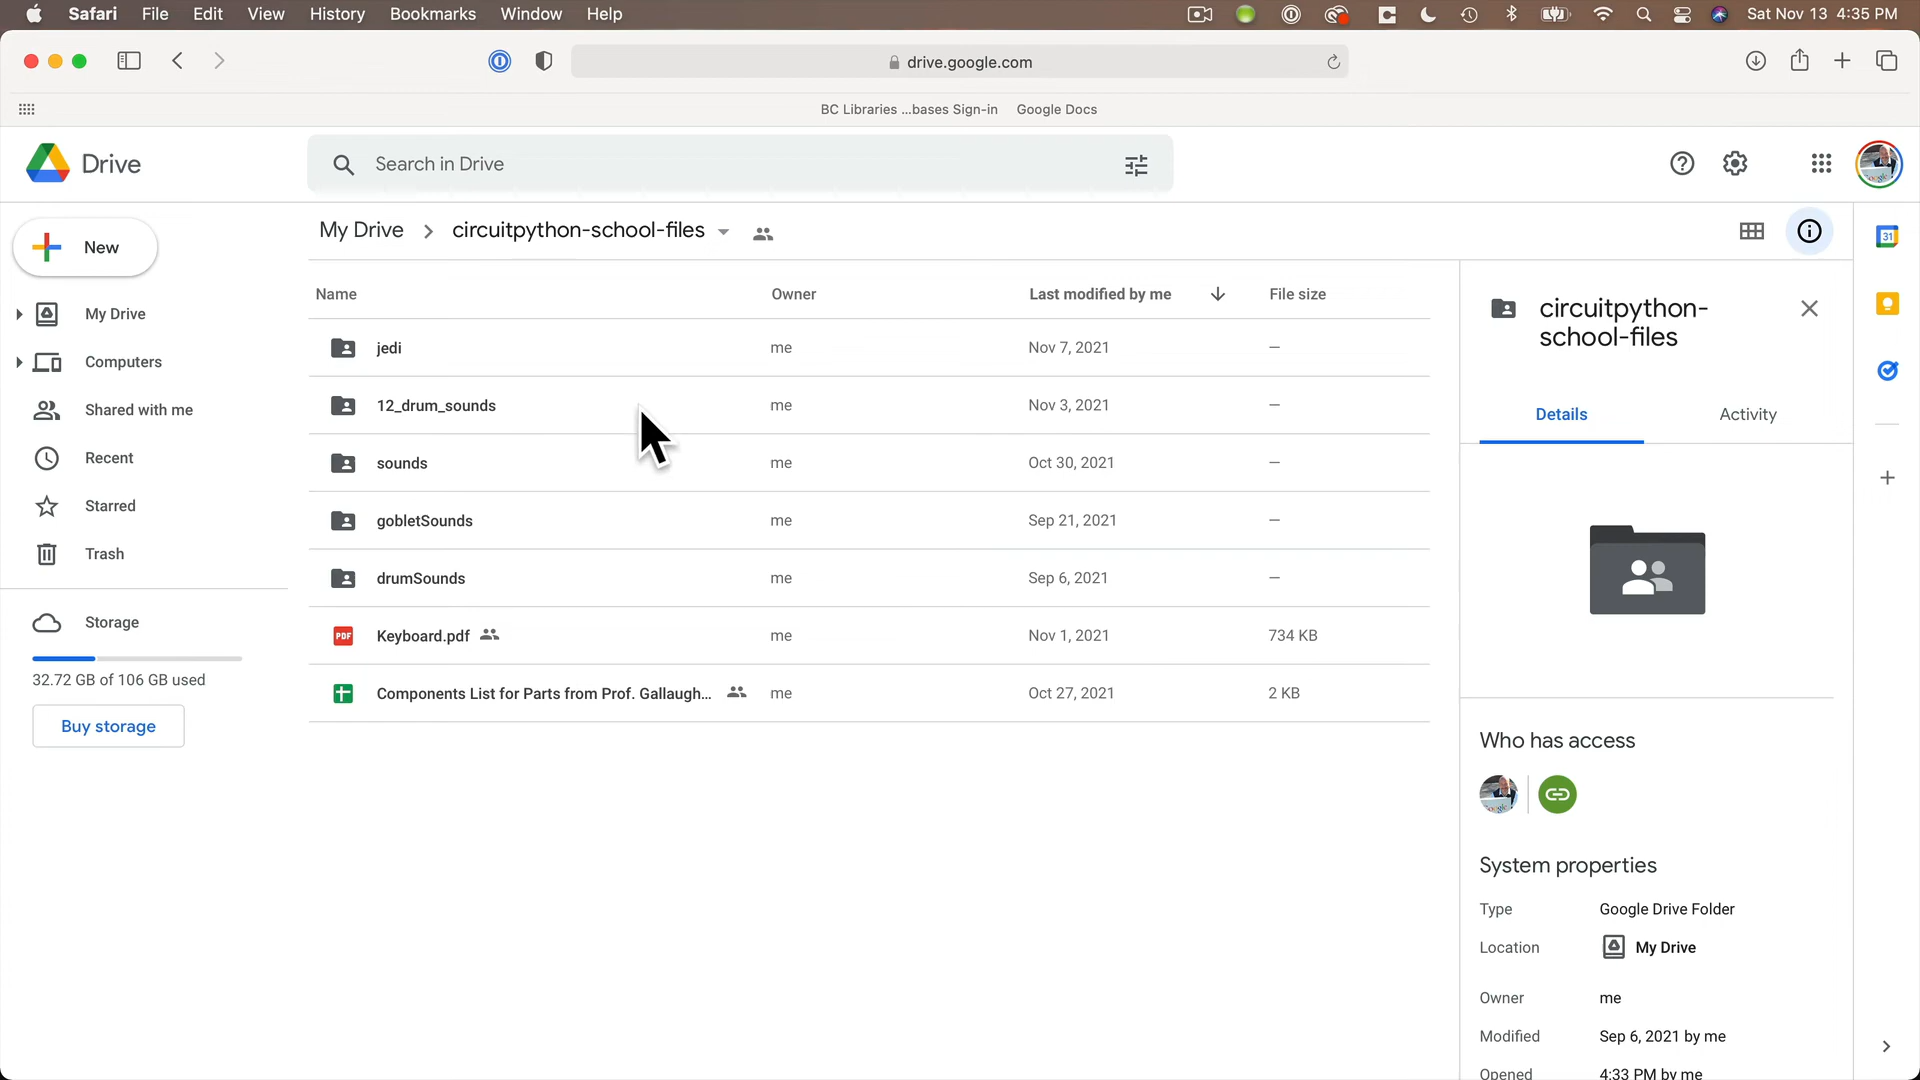 Safari File Edit View History Bookmarks Window Help Sat Nov 13 4:35 PM
drive.google.com
BC Libraries ...bases Sign-in Google Docs
Drive
Search in Drive
New
My Drive
Computers
Shared with me
Recent
Starred
Trash
Storage
32.72 GB of 106 GB used
Buy storage
My Drive > circuitpython-school-files
Name Owner Last modified by me File size
jedi me Nov 7, 2021 —
12_drum_sounds me Nov 3, 2021 —
sounds me Oct 30, 2021 —
gobletSounds me Sep 21, 2021 —
drumSounds me Sep 6, 2021 —
PDF Keyboard.pdf me Nov 1, 2021 734 KB
Components List for Parts from Prof. Gallaugh... me Oct 27, 2021 2 KB
circuitpython-
school-files
Details Activity
Who has access
System properties
Type Google Drive Folder
Location My Drive
Owner me
Modified Sep 6, 2021 by me
Opened 4:33 PM by me
31